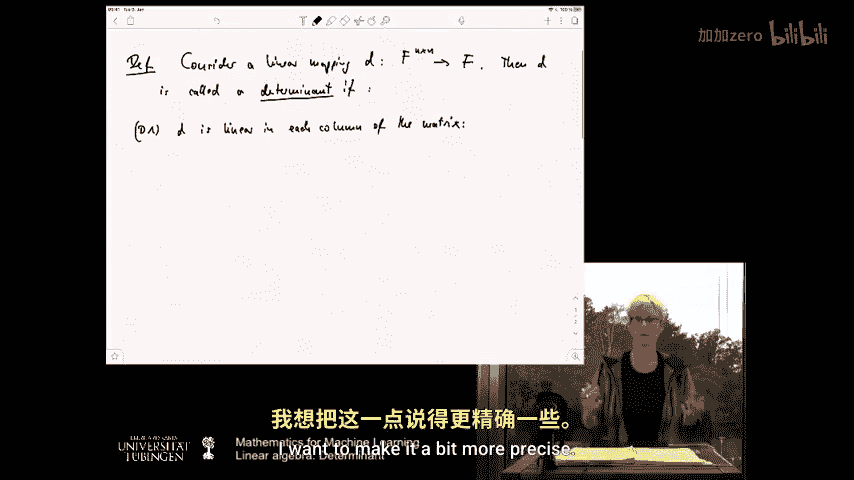 加加zero bilibili
Def Consider a linear mapping d: F^{n×n} → F. Then d
is called a determinant if :
(D1) d is linear in each column of the matrix:
我想把这一点说得更精确一些。
I want to make it a bit more precise.
EBERHARD KARLS
UNIVERSITÄT
TÜBINGEN
Mathematics for Machine Learning
Linear algebra: Determinant